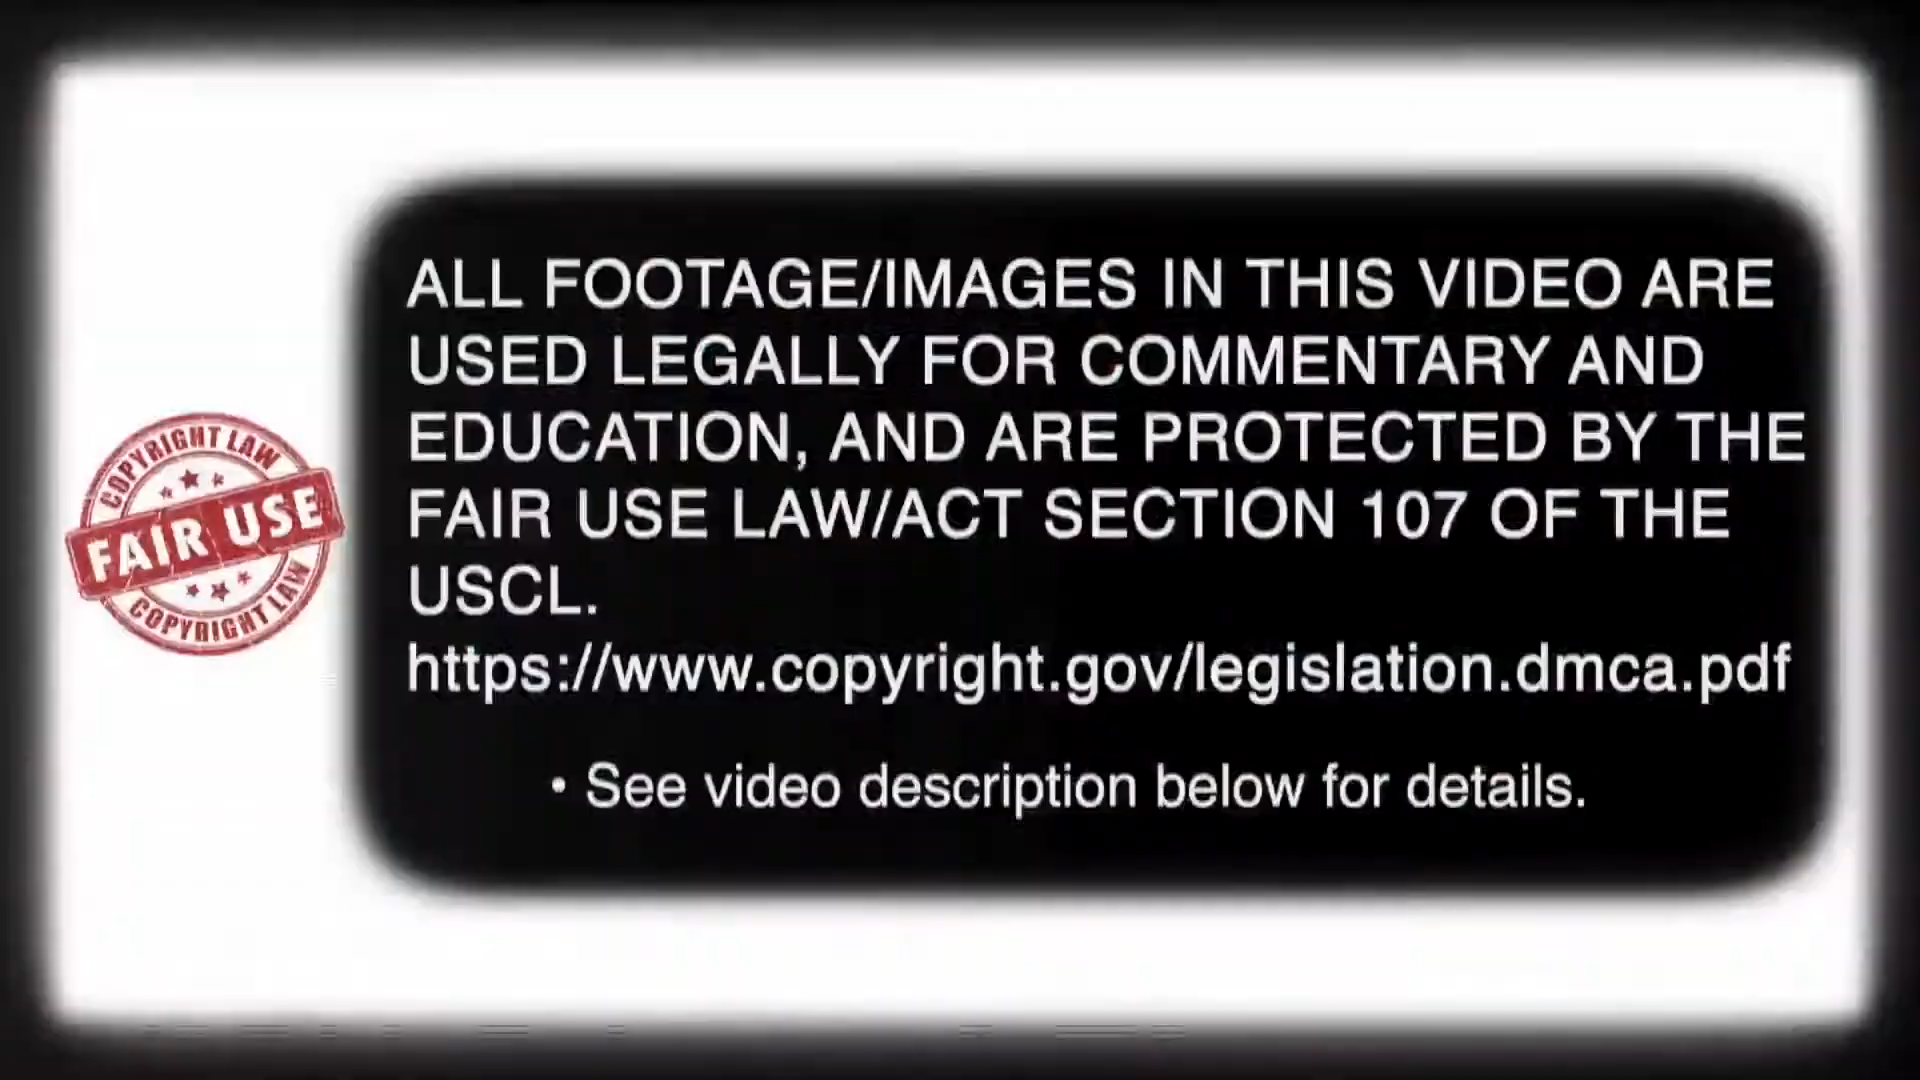 COPYRIGHT LAW
FAIR USE
COPYRIGHT LAW
ALL FOOTAGE/IMAGES IN THIS VIDEO ARE
USED LEGALLY FOR COMMENTARY AND
EDUCATION, AND ARE PROTECTED BY THE
FAIR USE LAW/ACT SECTION 107 OF THE
USCL.
https://www.copyright.gov/legislation.dmca.pdf
• See video description below for details.